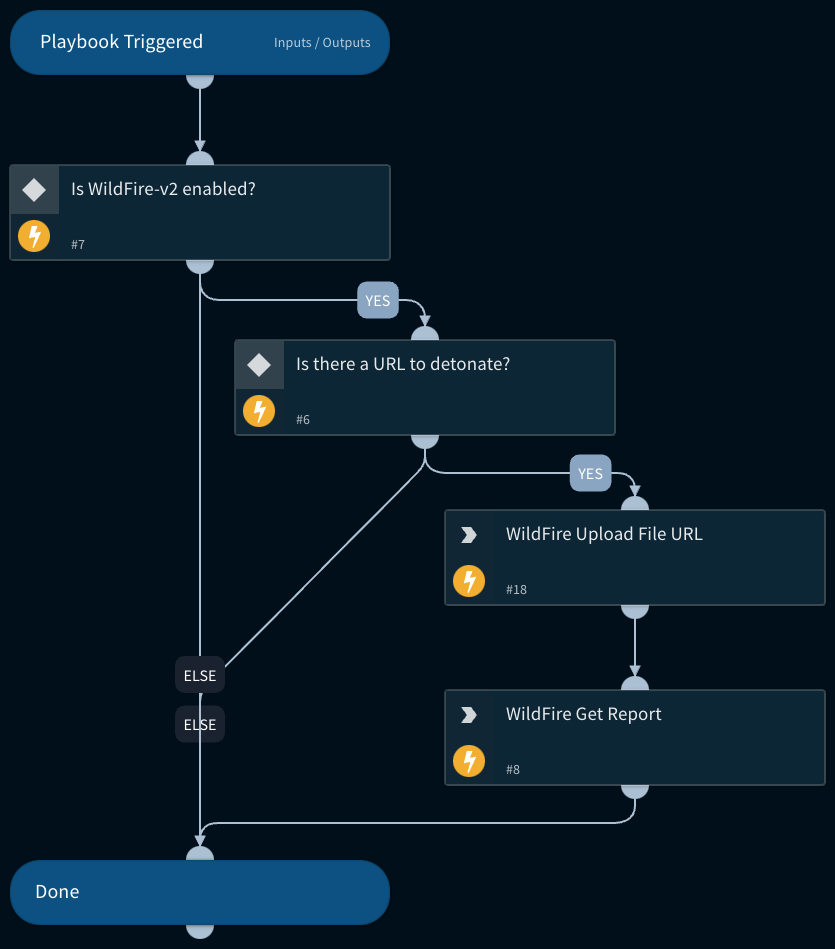 Playbook Triggered
Inputs / Outputs
Is WildFire-v2 enabled?
#7
YES
Is there a URL to detonate?
#6
YES
WildFire Upload File URL
#18
ELSE
ELSE
WildFire Get Report
#8
Done